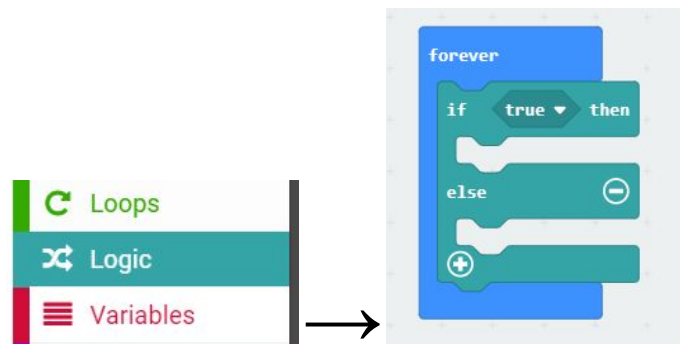 Loops
Logic
Variables
forever
if true then
else